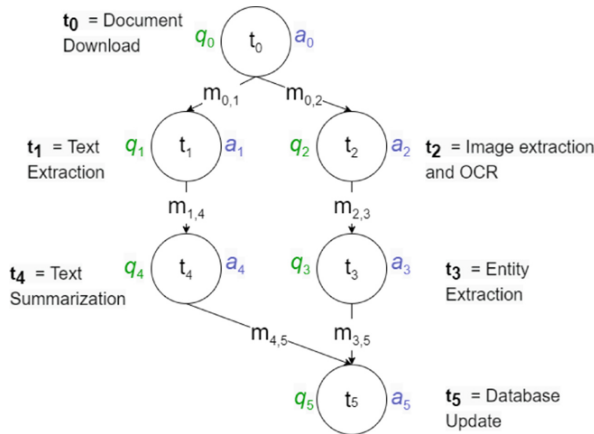 t0 = Document
Download
q0 t0 a0
m0,1 m0,2
t1 = Text
Extraction
q1 t1 a1
q2 t2 a2
t2 = Image extraction
and OCR
m1,4 m2,3
t4 = Text
Summarization
q4 t4 a4
q3 t3 a3
t3 = Entity
Extraction
m4,5 m3,5
q5 t5 a5
t5 = Database
Update